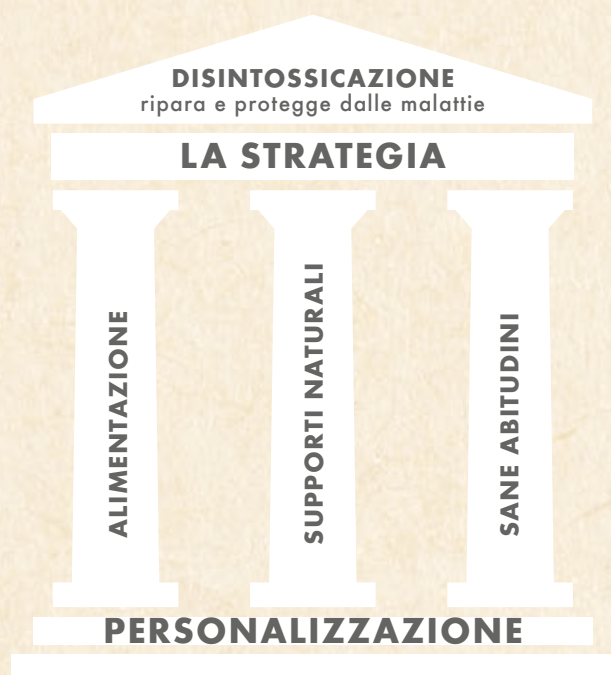 DISINTOSSICAZIONE
ripara e protegge dalle malattie
LA STRATEGIA
ALIMENTAZIONE
SUPPORTI NATURALI
SANE ABITUDINI
PERSONALIZZAZIONE